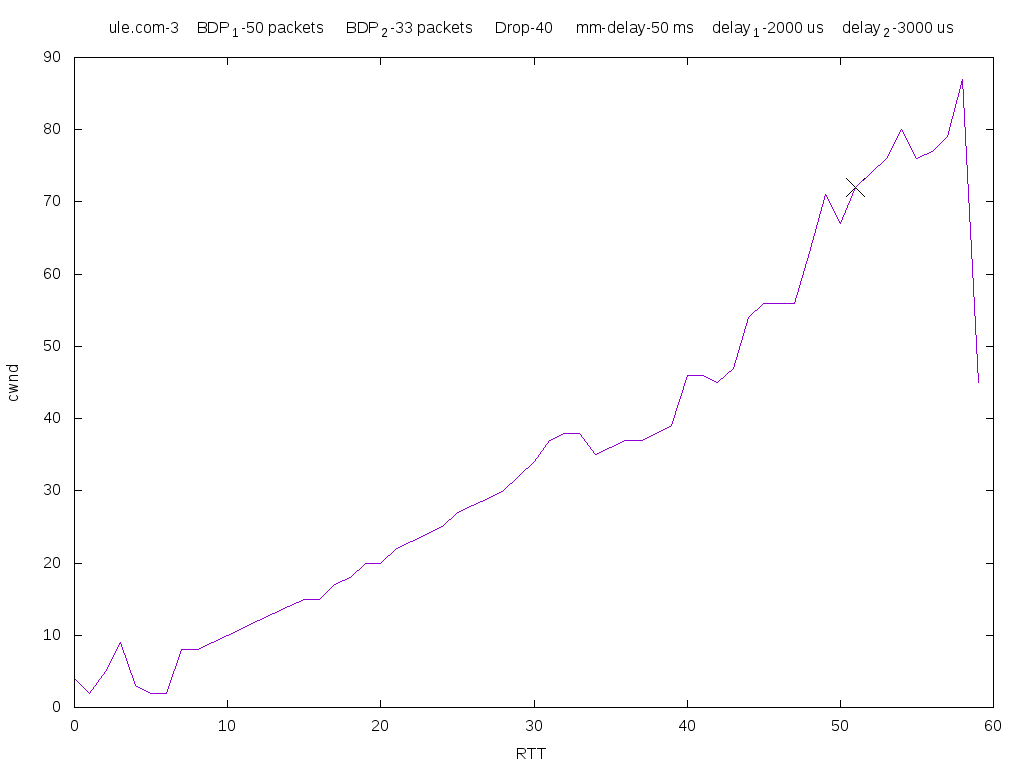 ule.com-3 BDP₁-50 packets BDP₂-33 packets Drop-40 mm-delay-50 ms delay₁-2000 us delay₂-3000 us
90
80
70
60
50
40
30
20
10
0
cwnd
0 10 20 30 40 50 60
RTT